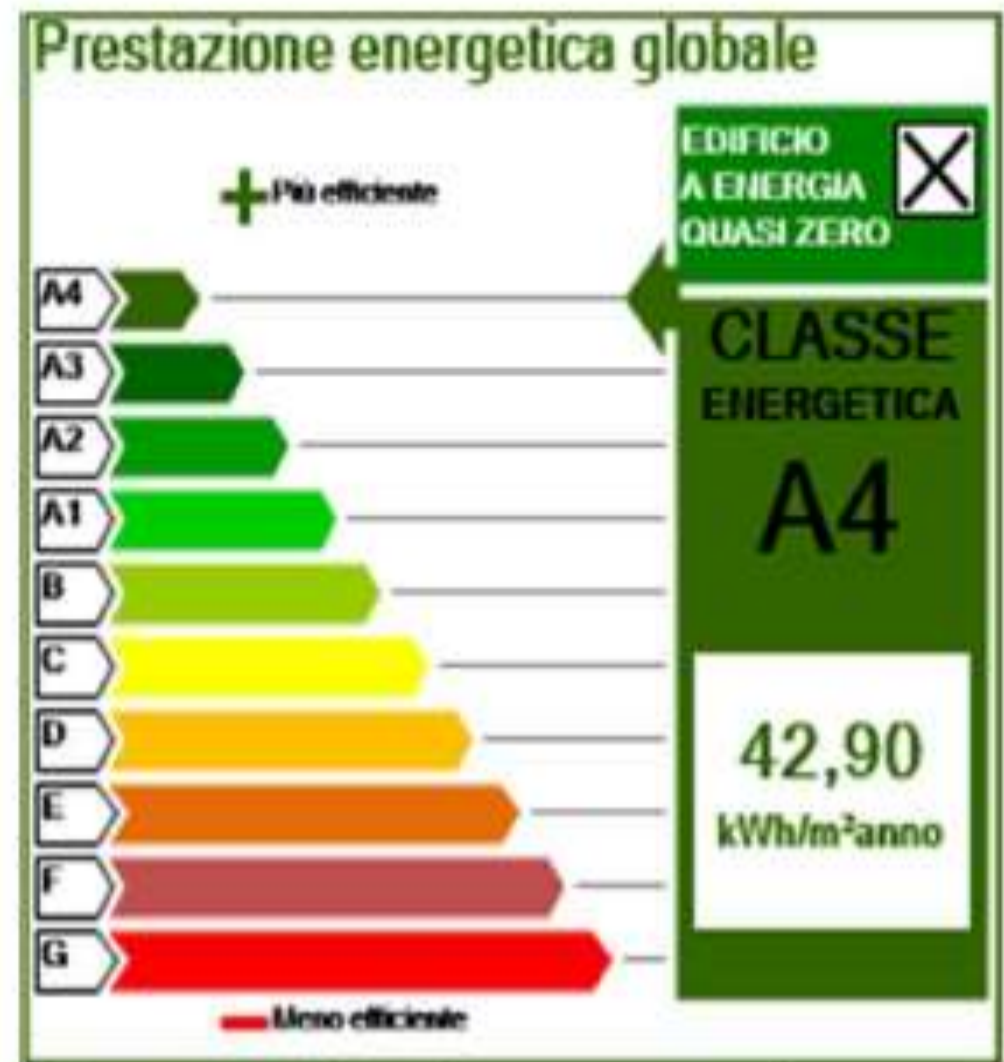 Prestazione energetica globale
EDIFICIO
A ENERGIA
QUASI ZERO
Più efficiente
A4
A3
A2
A1
B
C
D
E
F
G
Meno efficiente
CLASSE
ENERGETICA
A4
42,90
kWh/m²anno